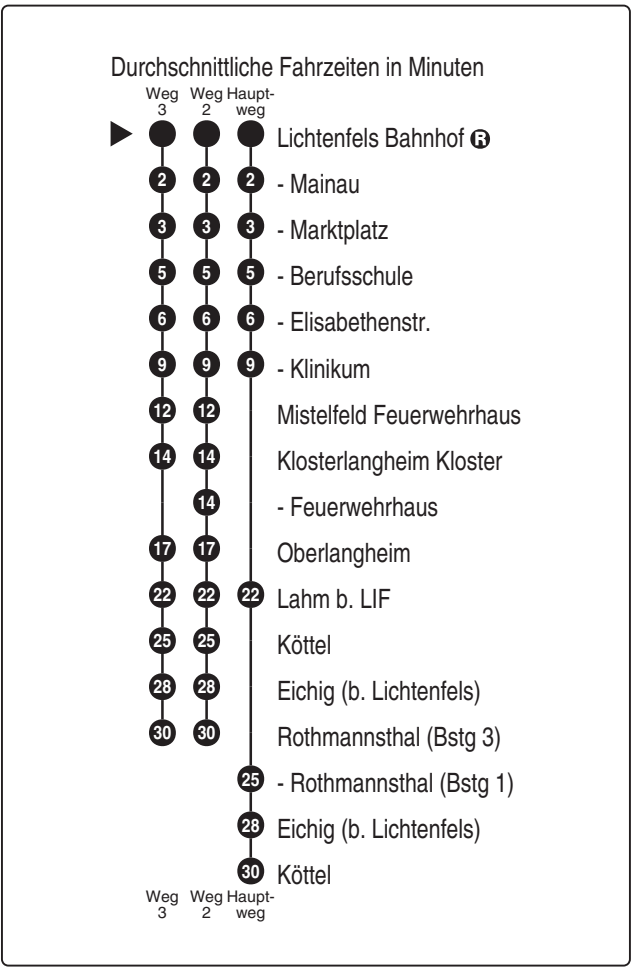 Durchschnittliche Fahrzeiten in Minuten
Weg 3 Weg 2 Haupt-weg
Lichtenfels Bahnhof R
2 2 2 - Mainau
3 3 3 - Marktplatz
5 5 5 - Berufsschule
6 6 6 - Elisabethenstr.
9 9 9 - Klinikum
12 12 Mistelfeld Feuerwehrhaus
14 14 Klosterlangheim Kloster
14 - Feuerwehrhaus
17 17 Oberlangheim
22 22 22 Lahm b. LIF
25 25 Köttel
28 28 Eichig (b. Lichtenfels)
30 30 Rothmannsthal (Bstg 3)
25 - Rothmannsthal (Bstg 1)
28 Eichig (b. Lichtenfels)
30 Köttel
Weg 3 Weg 2 Haupt-weg